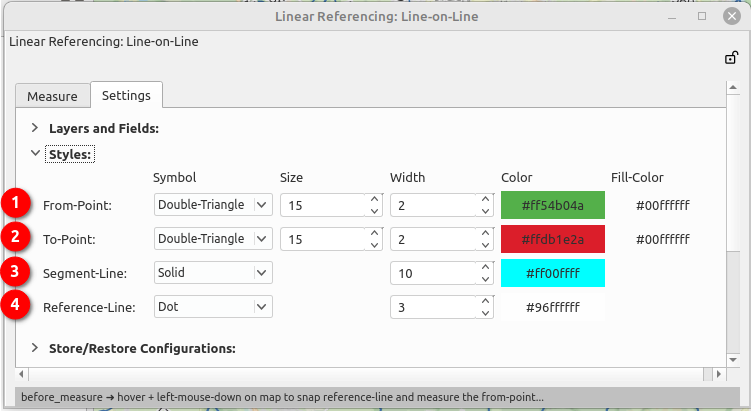 Linear Referencing: Line-on-Line
Linear Referencing: Line-on-Line
Measure Settings
Layers and Fields:
Styles:
Symbol Size Width Color Fill-Color
1 From-Point: Double-Triangle 15 2 #ff54b04a #00ffffff
2 To-Point: Double-Triangle 15 2 #ffdb1e2a #00ffffff
3 Segment-Line: Solid 10 #ff00ffff
4 Reference-Line: Dot 3 #96ffffff
Store/Restore Configurations:
before_measure ➜ hover + left-mouse-down on map to snap reference-line and measure the from-point...